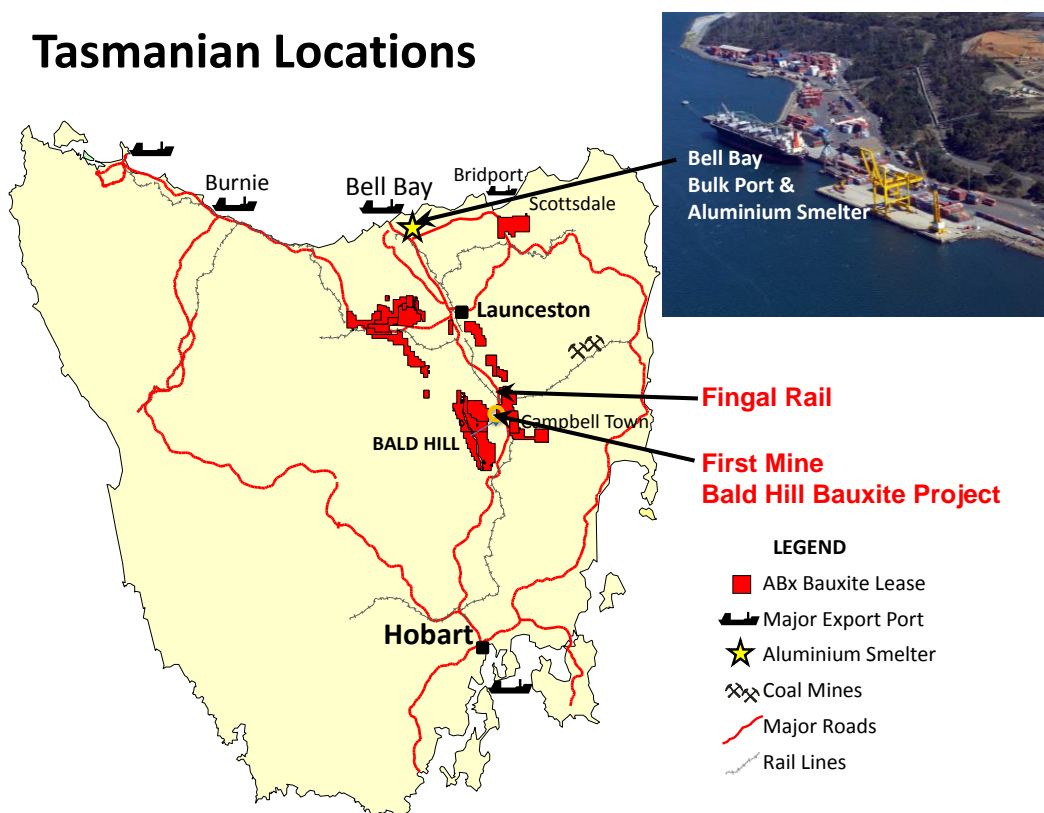 Tasmanian Locations
Bell Bay
Bulk Port &
Aluminium Smelter
Burnie
Bell Bay
Bridport
Scottsdale
Launceston
Fingal Rail
Campbell Town
BALD HILL
First Mine
Bald Hill Bauxite Project
Hobart
LEGEND
ABx Bauxite Lease
Major Export Port
Aluminium Smelter
Coal Mines
Major Roads
Rail Lines